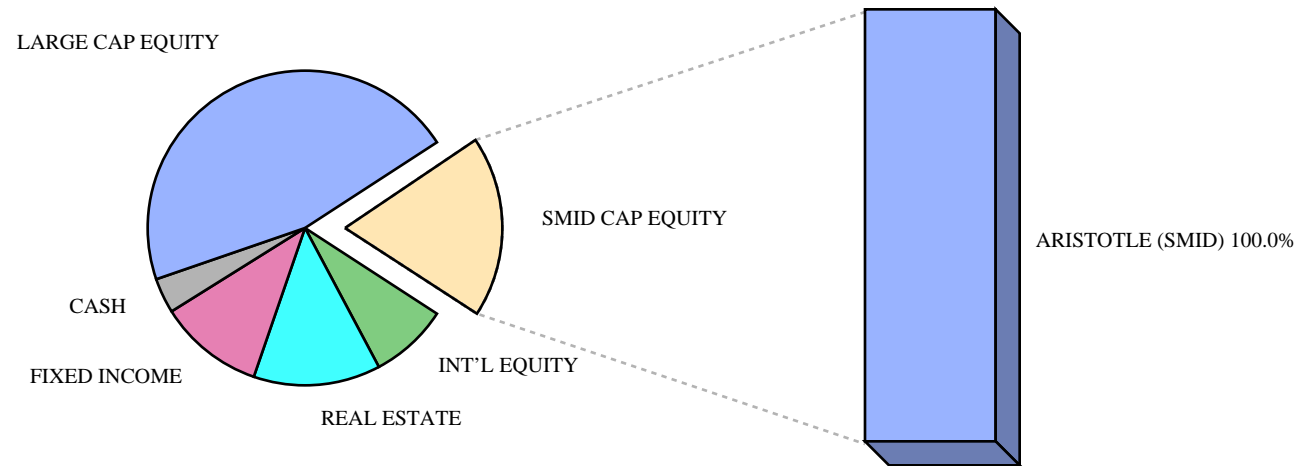 LARGE CAP EQUITY
SMID CAP EQUITY
ARISTOTLE (SMID) 100.0%
CASH
INT'L EQUITY
FIXED INCOME
REAL ESTATE